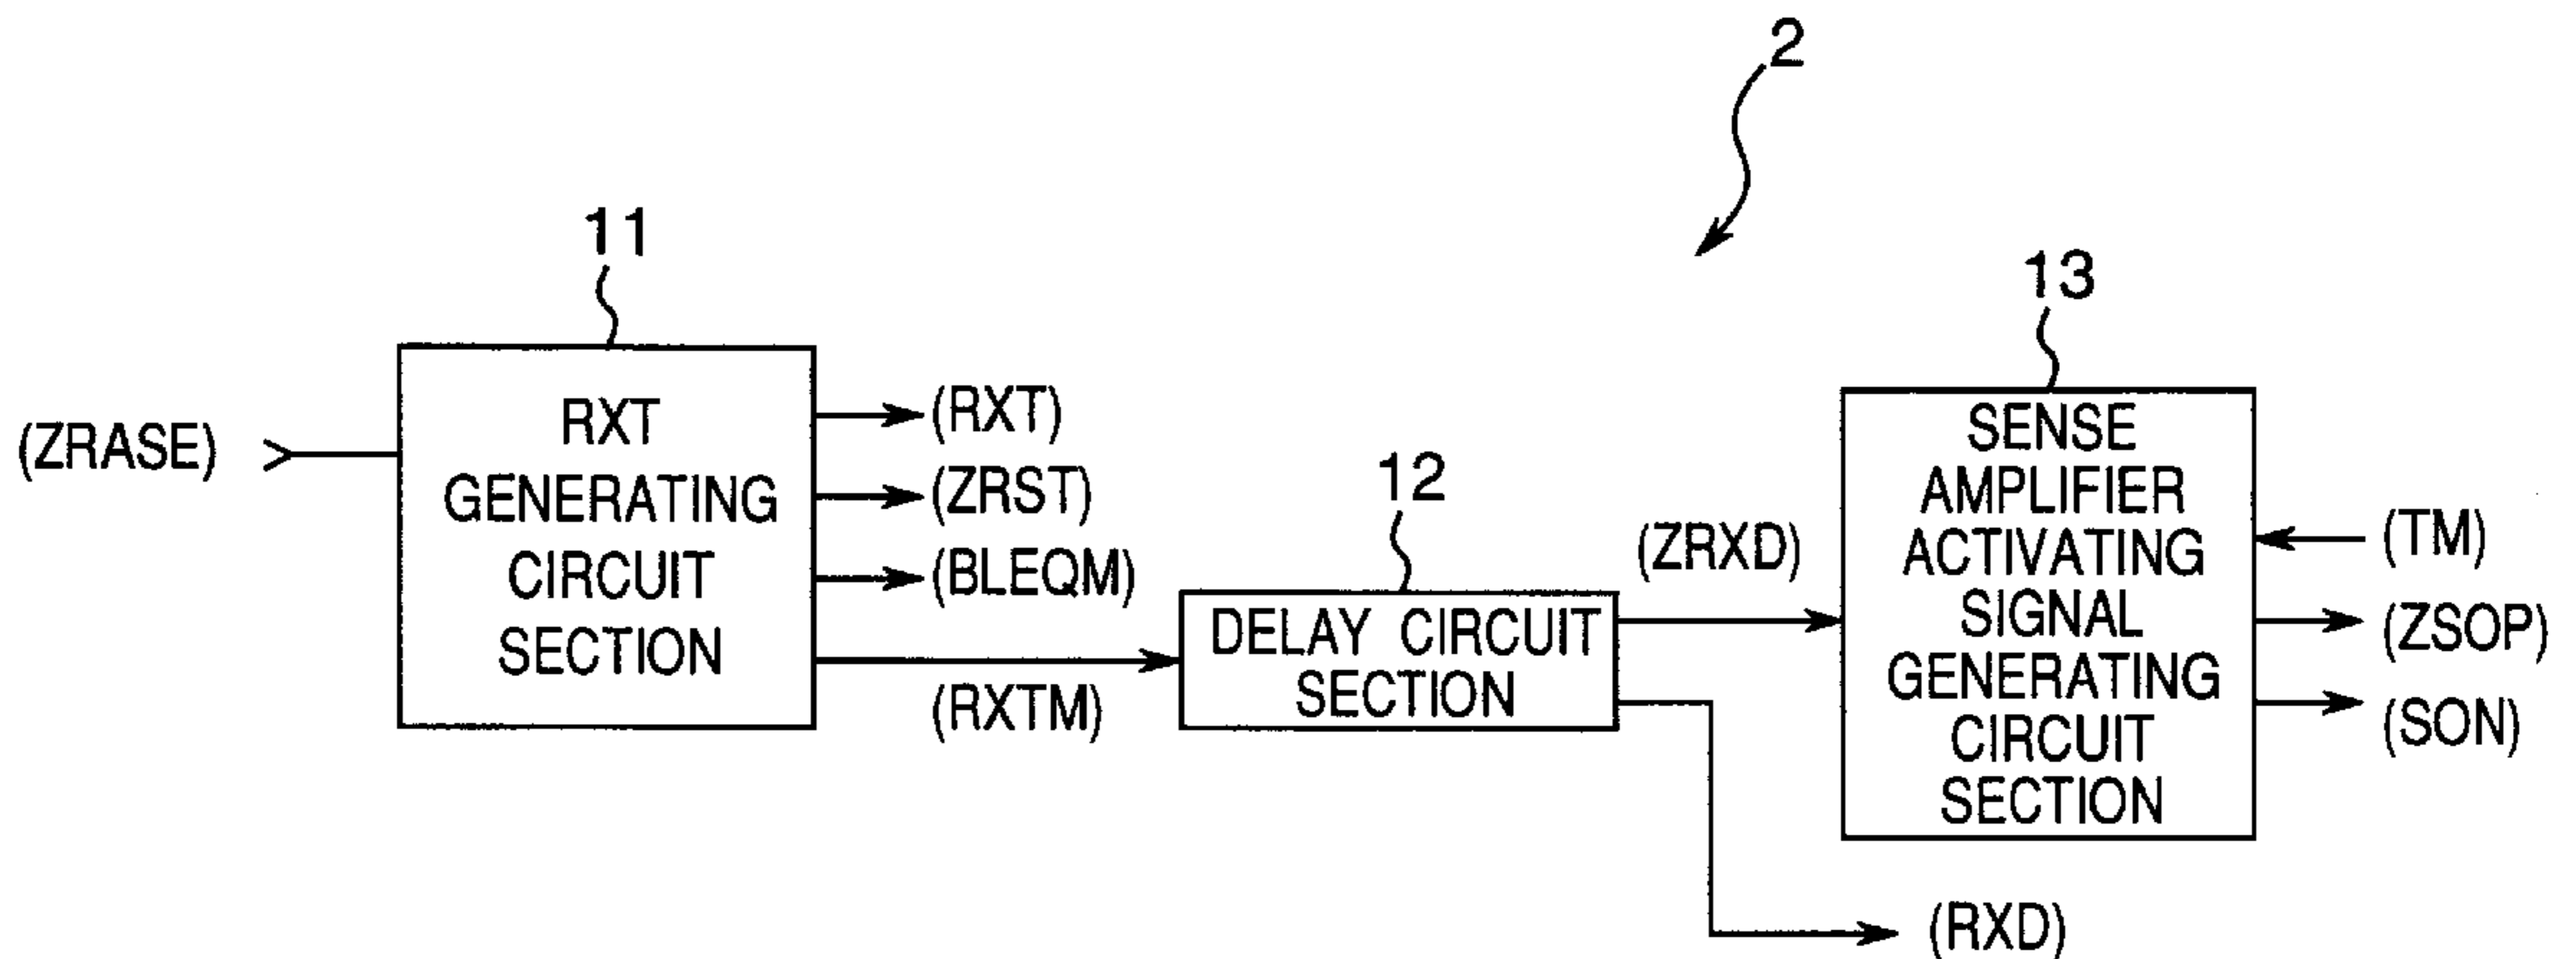 2
11
13
(ZRASE)
RXT
GENERATING
CIRCUIT
SECTION
(RXT)
(ZRST)
(BLEQM)
(RXTM)
12
DELAY CIRCUIT
SECTION
(ZRXD)
(RXD)
SENSE
AMPLIFIER
ACTIVATING
SIGNAL
GENERATING
CIRCUIT
SECTION
(TM)
(ZSOP)
(SON)